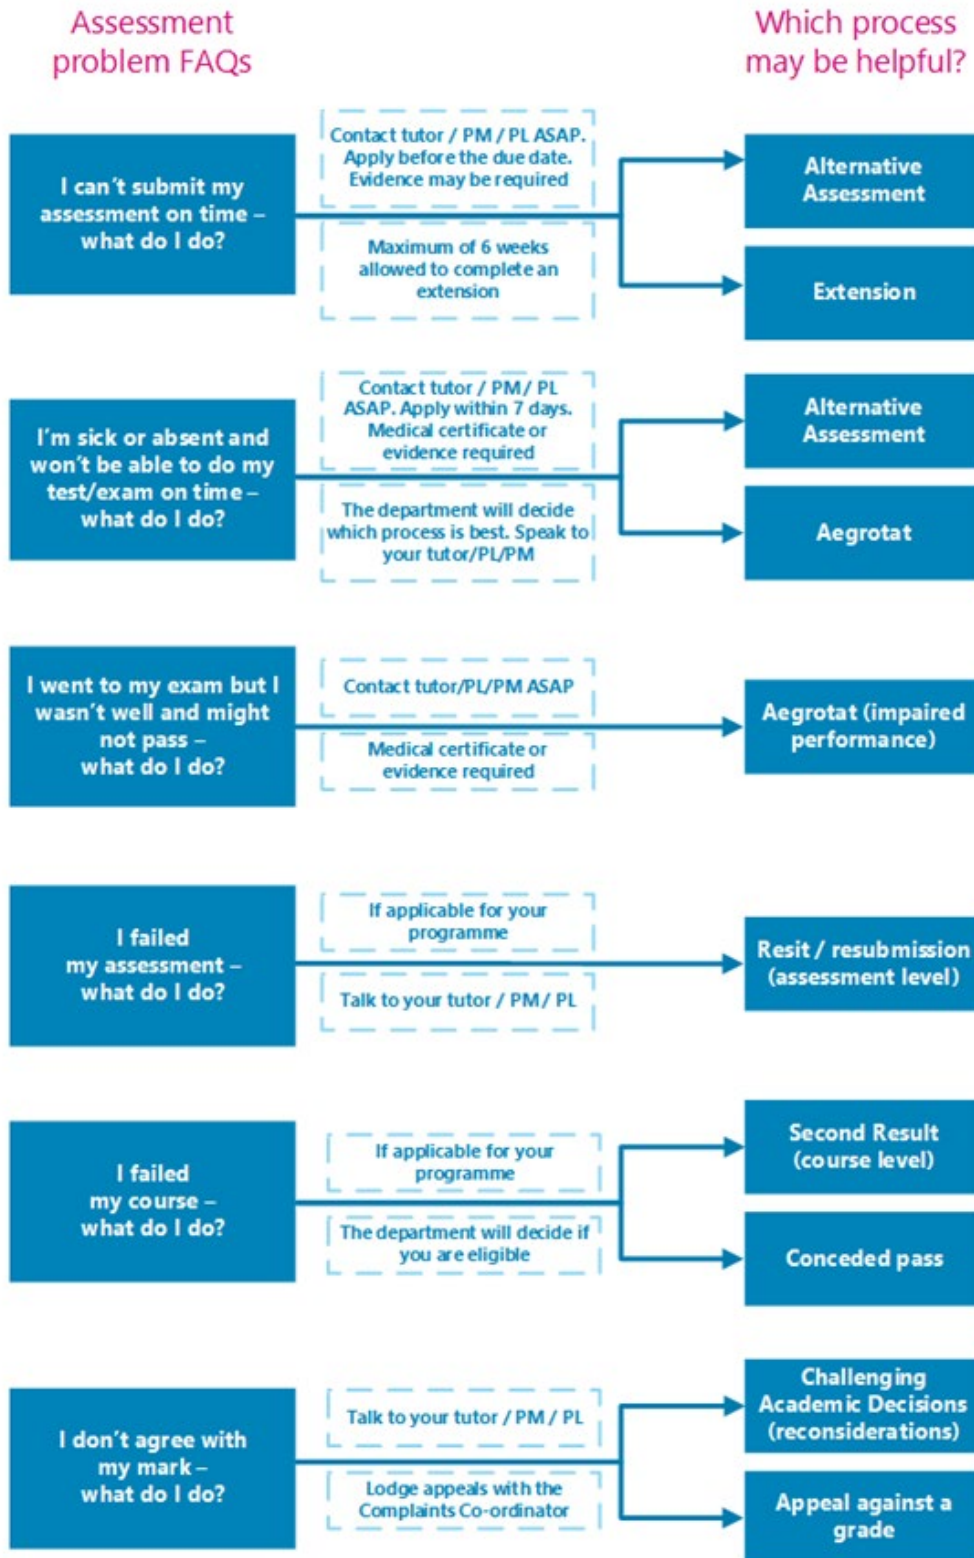 Assessment
problem FAQs
Which process
may be helpful?
I can't submit my
assessment on time –
what do I do?
Contact tutor / PM / PL ASAP.
Apply before the due date.
Evidence may be required
Maximum of 6 weeks
allowed to complete an
extension
Alternative
Assessment
Extension
I'm sick or absent and
won't be able to do my
test/exam on time –
what do I do?
Contact tutor / PM / PL
ASAP. Apply within 7 days.
Medical certificate or
evidence required
The department will decide
which process is best. Speak to
your tutor/PL/PM
Alternative
Assessment
Aegrotat
I went to my exam but I
wasn't well and might
not pass –
what do I do?
Contact tutor/PL/PM ASAP
Medical certificate or
evidence required
Aegrotat (impaired
performance)
I failed
my assessment –
what do I do?
If applicable for your
programme
Talk to your tutor / PM / PL
Resit / resubmission
(assessment level)
I failed
my course –
what do I do?
If applicable for your
programme
The department will decide if
you are eligible
Second Result
(course level)
Conceded pass
I don't agree with
my mark –
what do I do?
Talk to your tutor / PM / PL
Lodge appeals with the
Complaints Co-ordinator
Challenging
Academic Decisions
(reconsiderations)
Appeal against a
grade